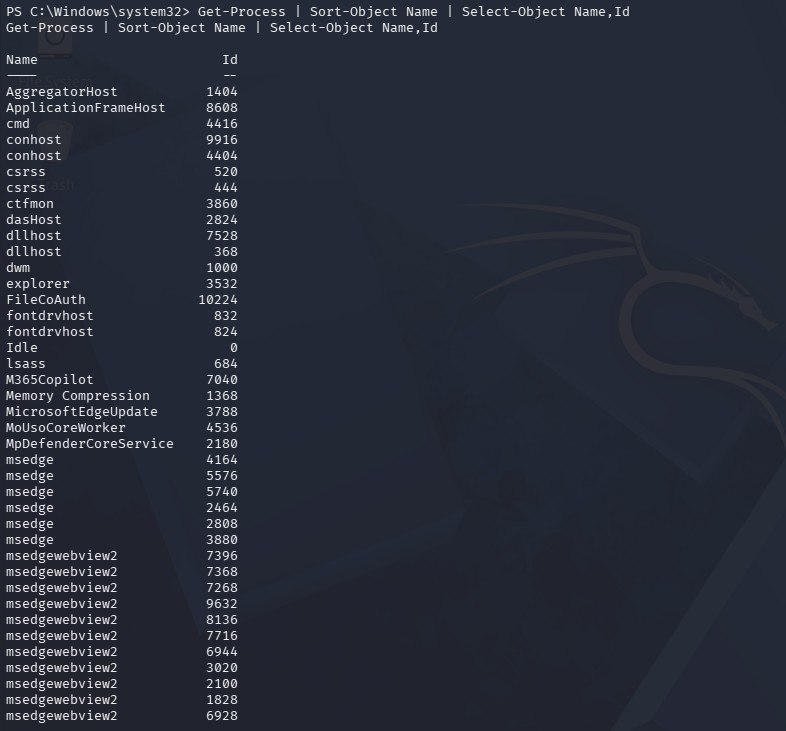 PS C:\Windows\system32> Get-Process | Sort-Object Name | Select-Object Name,Id
Get-Process | Sort-Object Name | Select-Object Name,Id
Name                           Id
----                           --
AggregatorHost               1404
ApplicationFrameHost         8608
cmd                          4416
conhost                      9916
conhost                      4404
csrss                         520
csrss                         444
ctfmon                       3860
dasHost                      2824
dllhost                      7528
dllhost                       368
dwm                          1000
explorer                     3532
FileCoAuth                  10224
fontdrvhost                   832
fontdrvhost                   824
Idle                            0
lsass                         684
M365Copilot                  7040
Memory Compression           1368
MicrosoftEdgeUpdate          3788
MoUsoCoreWorker              4536
MpDefenderCoreService        2180
msedge                       4164
msedge                       5576
msedge                       5740
msedge                       2464
msedge                       2808
msedge                       3880
msedgewebview2               7396
msedgewebview2               7368
msedgewebview2               7268
msedgewebview2               9632
msedgewebview2               8136
msedgewebview2               7716
msedgewebview2               6944
msedgewebview2               3020
msedgewebview2               2100
msedgewebview2               1828
msedgewebview2               6928